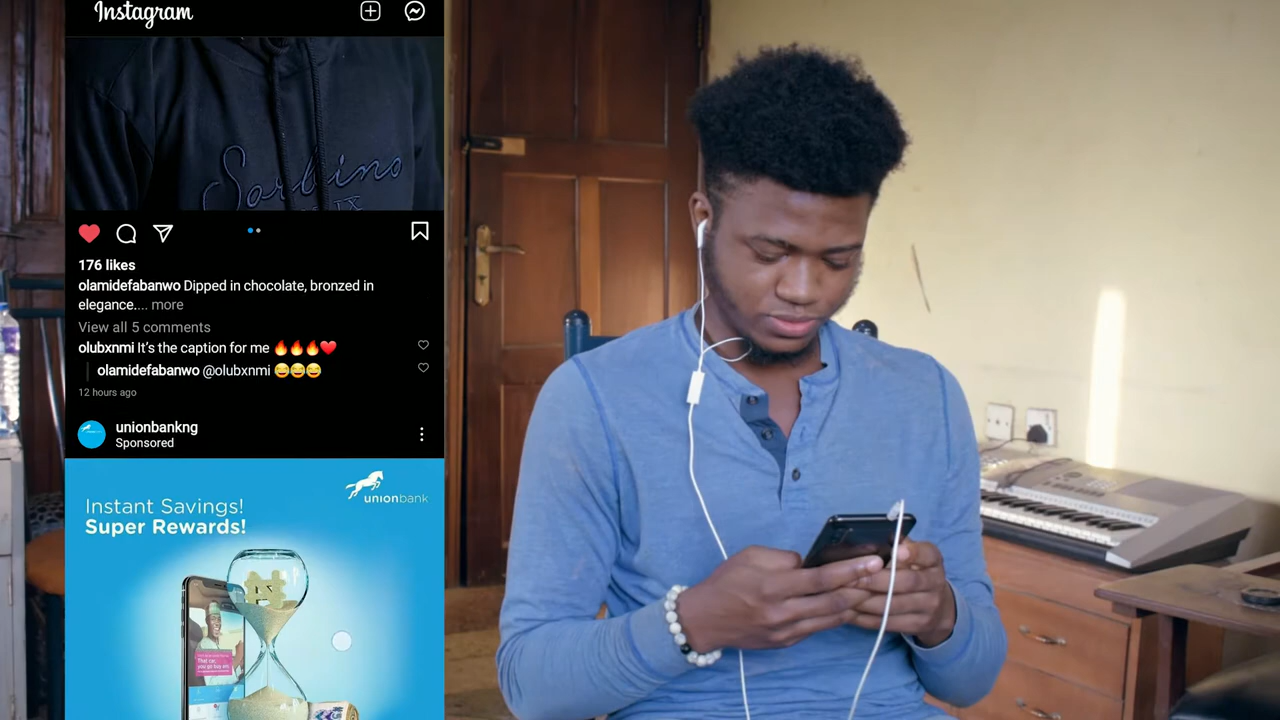 Instagram
Sorbino
176 likes
olamidefabanwo Dipped in chocolate, bronzed in
elegance.... more
View all 5 comments
olubxnmi It's the caption for me 🔥🔥🔥❤️
olamidefabanwo @olubxnmi 😂😂😂
12 hours ago
unionbankng
Sponsored
unionbank
Instant Savings!
Super Rewards!